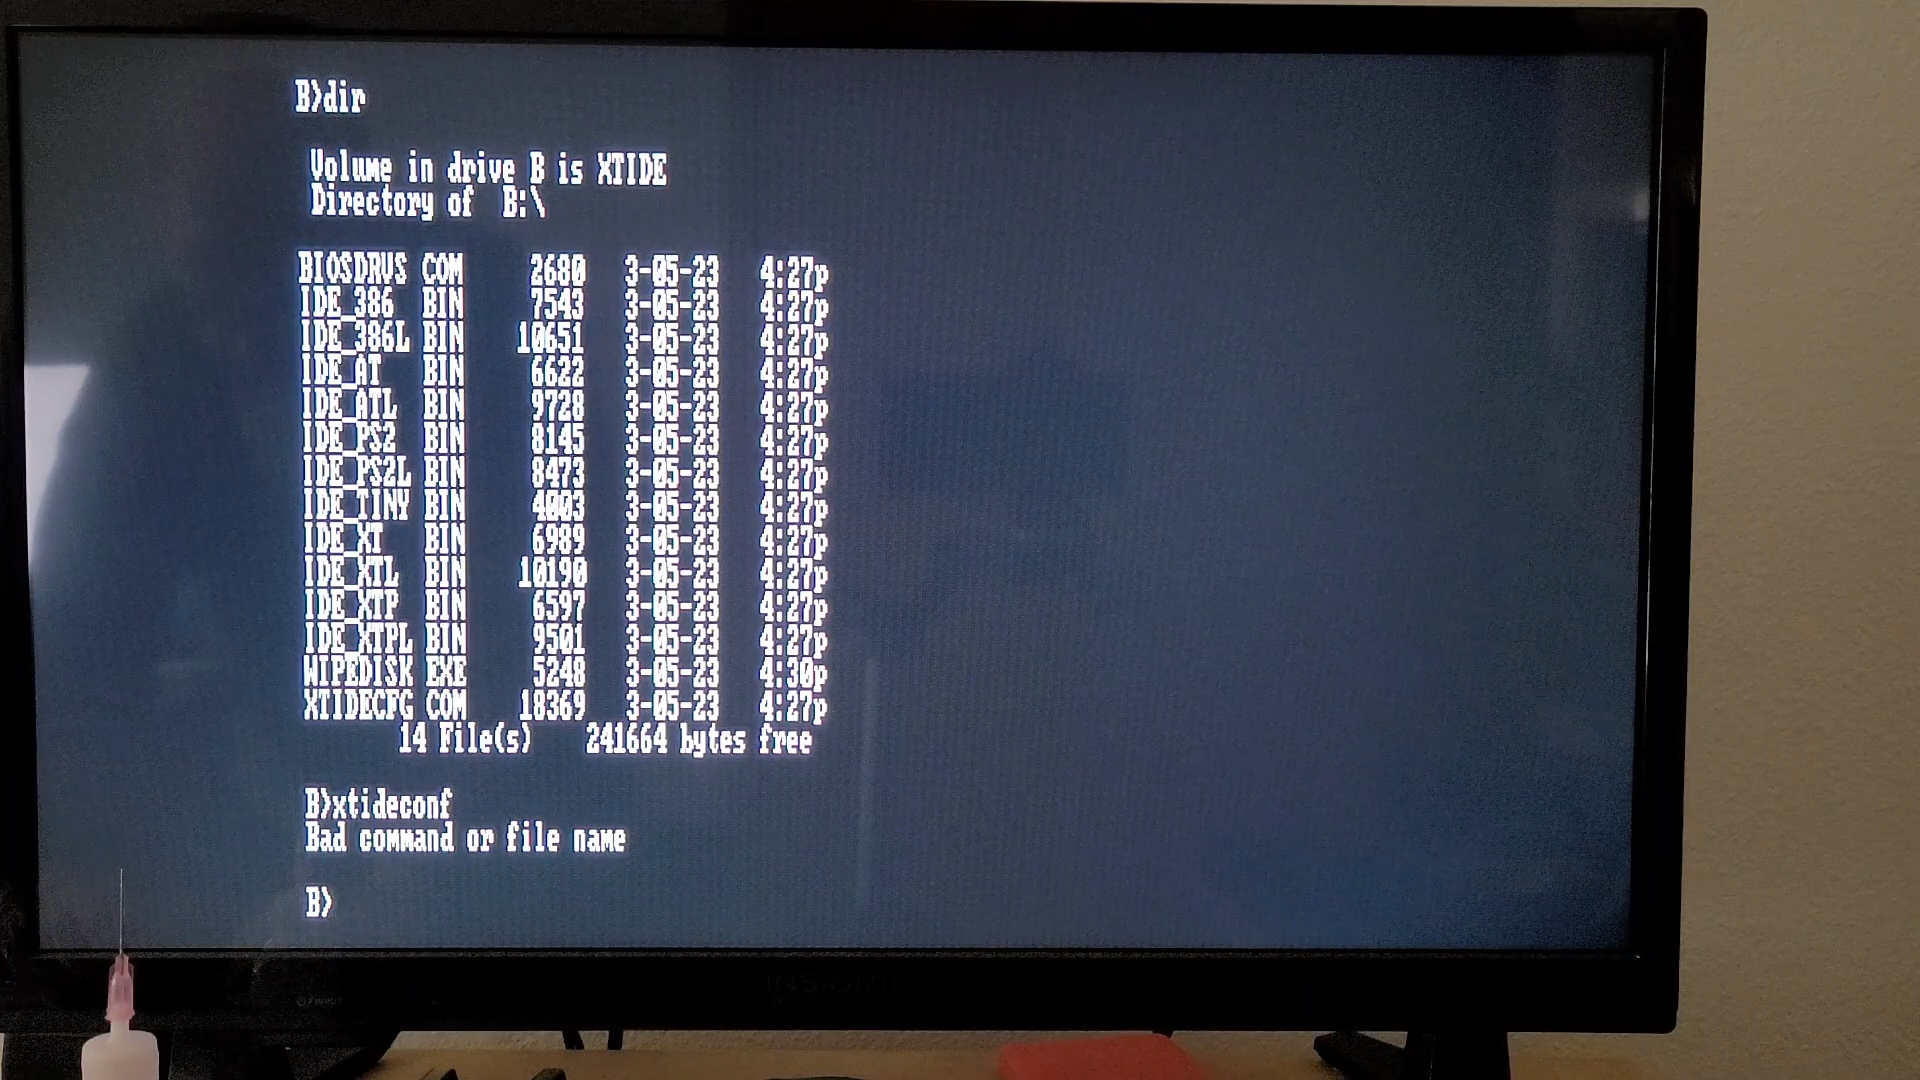 B>dir
Volume in drive B is XTIDE
Directory of  B:\
BIOSDRVS COM     2680   3-05-23   4:27p
IDE_386  BIN     7543   3-05-23   4:27p
IDE_386L BIN    10651   3-05-23   4:27p
IDE_AT   BIN     6622   3-05-23   4:27p
IDE_ATL  BIN     9728   3-05-23   4:27p
IDE_PS2  BIN     8145   3-05-23   4:27p
IDE_PS2L BIN     8473   3-05-23   4:27p
IDE_TINY BIN     4003   3-05-23   4:27p
IDE_XT   BIN     6989   3-05-23   4:27p
IDE_XTL  BIN    10190   3-05-23   4:27p
IDE_XTP  BIN     6597   3-05-23   4:27p
IDE_XTPL BIN     9501   3-05-23   4:27p
WIPEDISK EXE     5248   3-05-23   4:30p
XTIDECFG COM    18369   3-05-23   4:27p
14 File(s)    241664 bytes free
B>xtideconf
Bad command or file name
B>
INSIGNIA